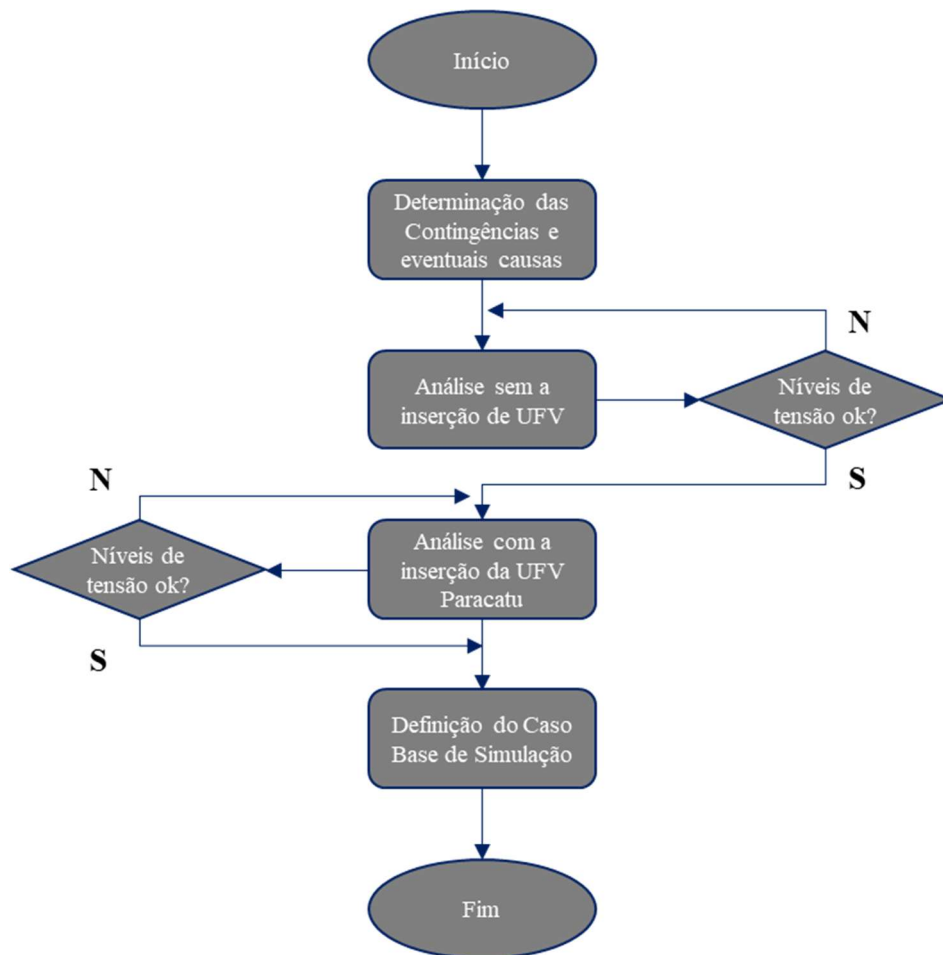 Início
Determinação das
Contingências e
eventuais causas
N
Análise sem a
inserção de UFV
Níveis de
tensão ok?
S
N
Níveis de
tensão ok?
Análise com a
inserção da UFV
Paracatu
S
Definição do Caso
Base de Simulação
Fim